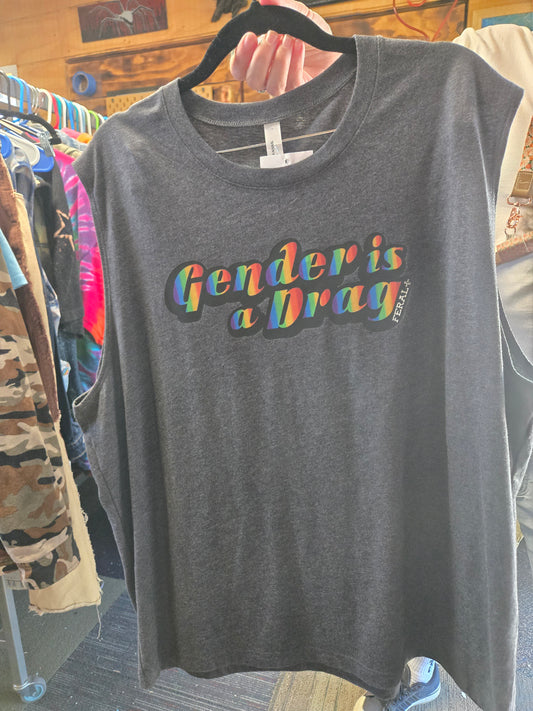 Gender is
a Drag
FERAL